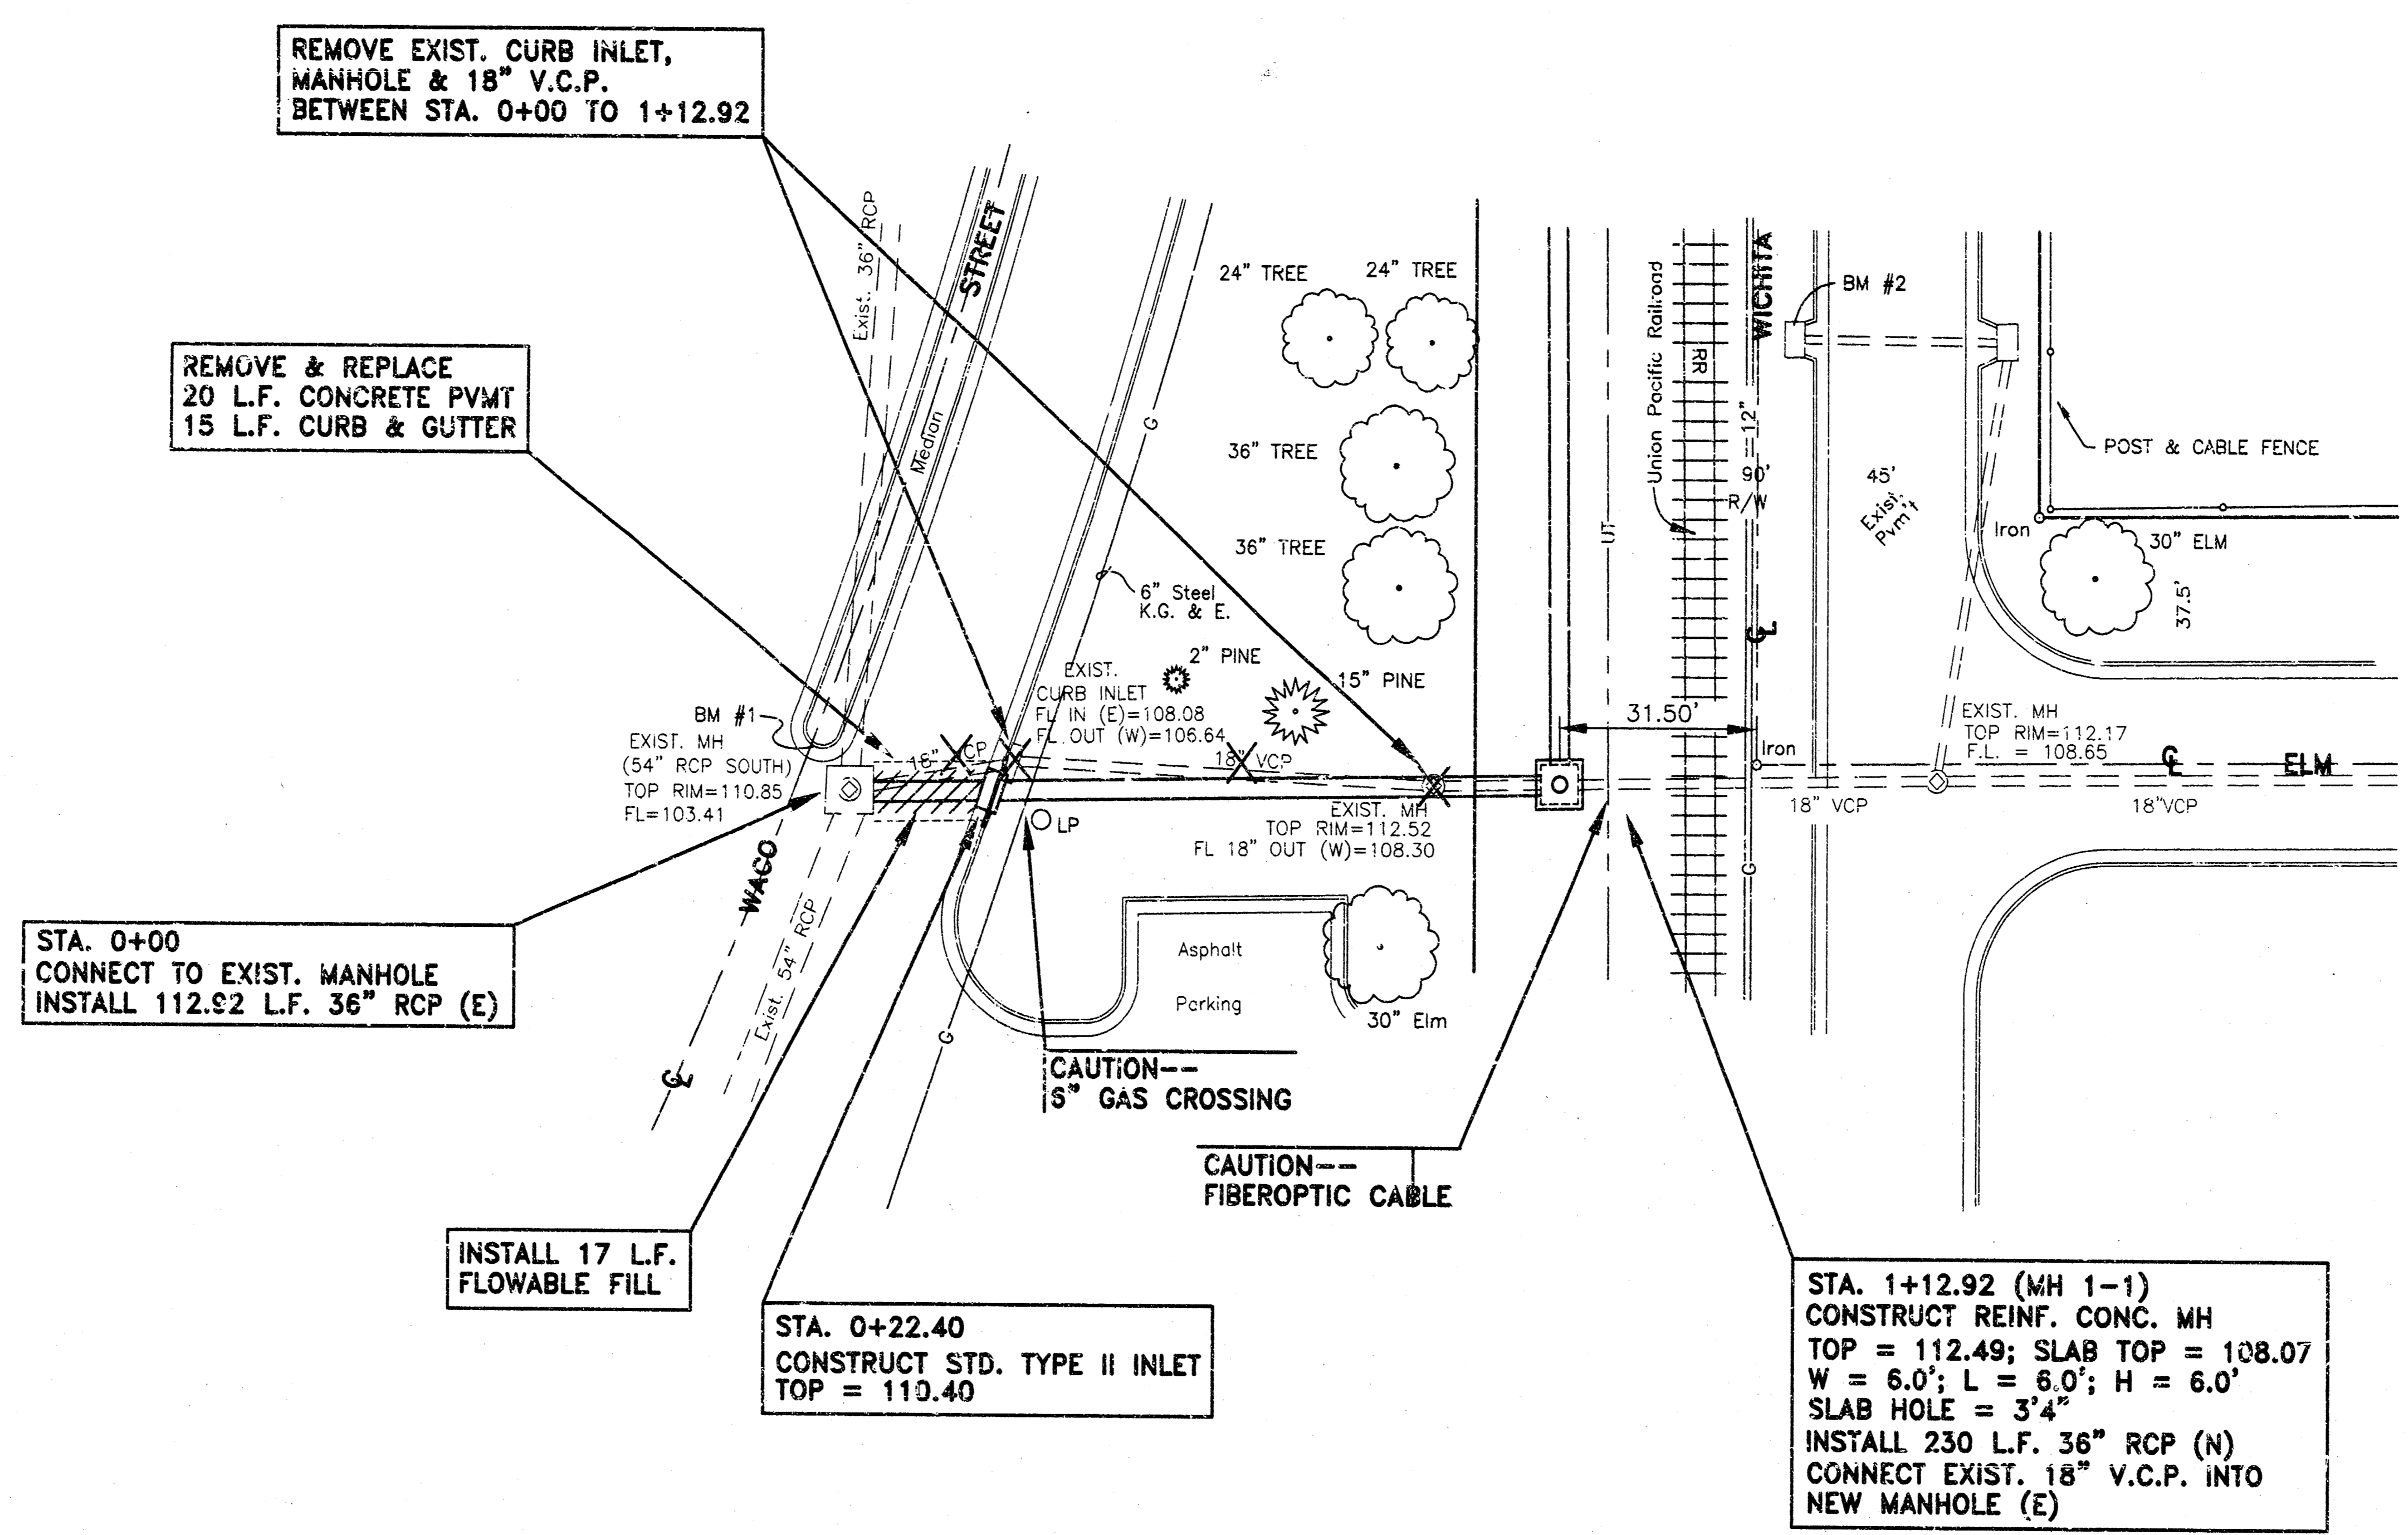 REMOVE EXIST. CURB INLET,
MANHOLE & 18" V.C.P.
BETWEEN STA. 0+00 TO 1+12.92
REMOVE & REPLACE
20 L.F. CONCRETE PVMT
15 L.F. CURB & GUTTER
Exist. 36" RCP
STREET
Median
G
24" TREE
24" TREE
36" TREE
36" TREE
6" Steel
K.G. & E.
2" PINE
15" PINE
Union Pacific Railroad
RR
UT
WICHITA
12"
90'
R/W
BM #2
45'
Exist.
Pvm't
POST & CABLE FENCE
Iron
30" ELM
37.5'
CL
31.50'
Iron
EXIST. MH
TOP RIM=112.17
F.L. = 108.65
CL
ELM
18" VCP
18"VCP
EXIST.
CURB INLET
FL IN (E)=108.08
FL OUT (W)=106.64
BM #1
EXIST. MH
(54" RCP SOUTH)
TOP RIM=110.85
FL=103.41
18" VCP
18" VCP
LP
EXIST. MH
TOP RIM=112.52
FL 18" OUT (W)=108.30
G
WACO
Exist. 54" RCP
CL
G
Asphalt
Parking
30" Elm
STA. 0+00
CONNECT TO EXIST. MANHOLE
INSTALL 112.92 L.F. 36" RCP (E)
CAUTION--
6" GAS CROSSING
CAUTION--
FIBEROPTIC CABLE
INSTALL 17 L.F.
FLOWABLE FILL
STA. 0+22.40
CONSTRUCT STD. TYPE II INLET
TOP = 110.40
STA. 1+12.92 (MH 1-1)
CONSTRUCT REINF. CONC. MH
TOP = 112.49; SLAB TOP = 108.07
W = 6.0'; L = 6.0'; H = 6.0'
SLAB HOLE = 3'4"
INSTALL 230 L.F. 36" RCP (N)
CONNECT EXIST. 18" V.C.P. INTO
NEW MANHOLE (E)